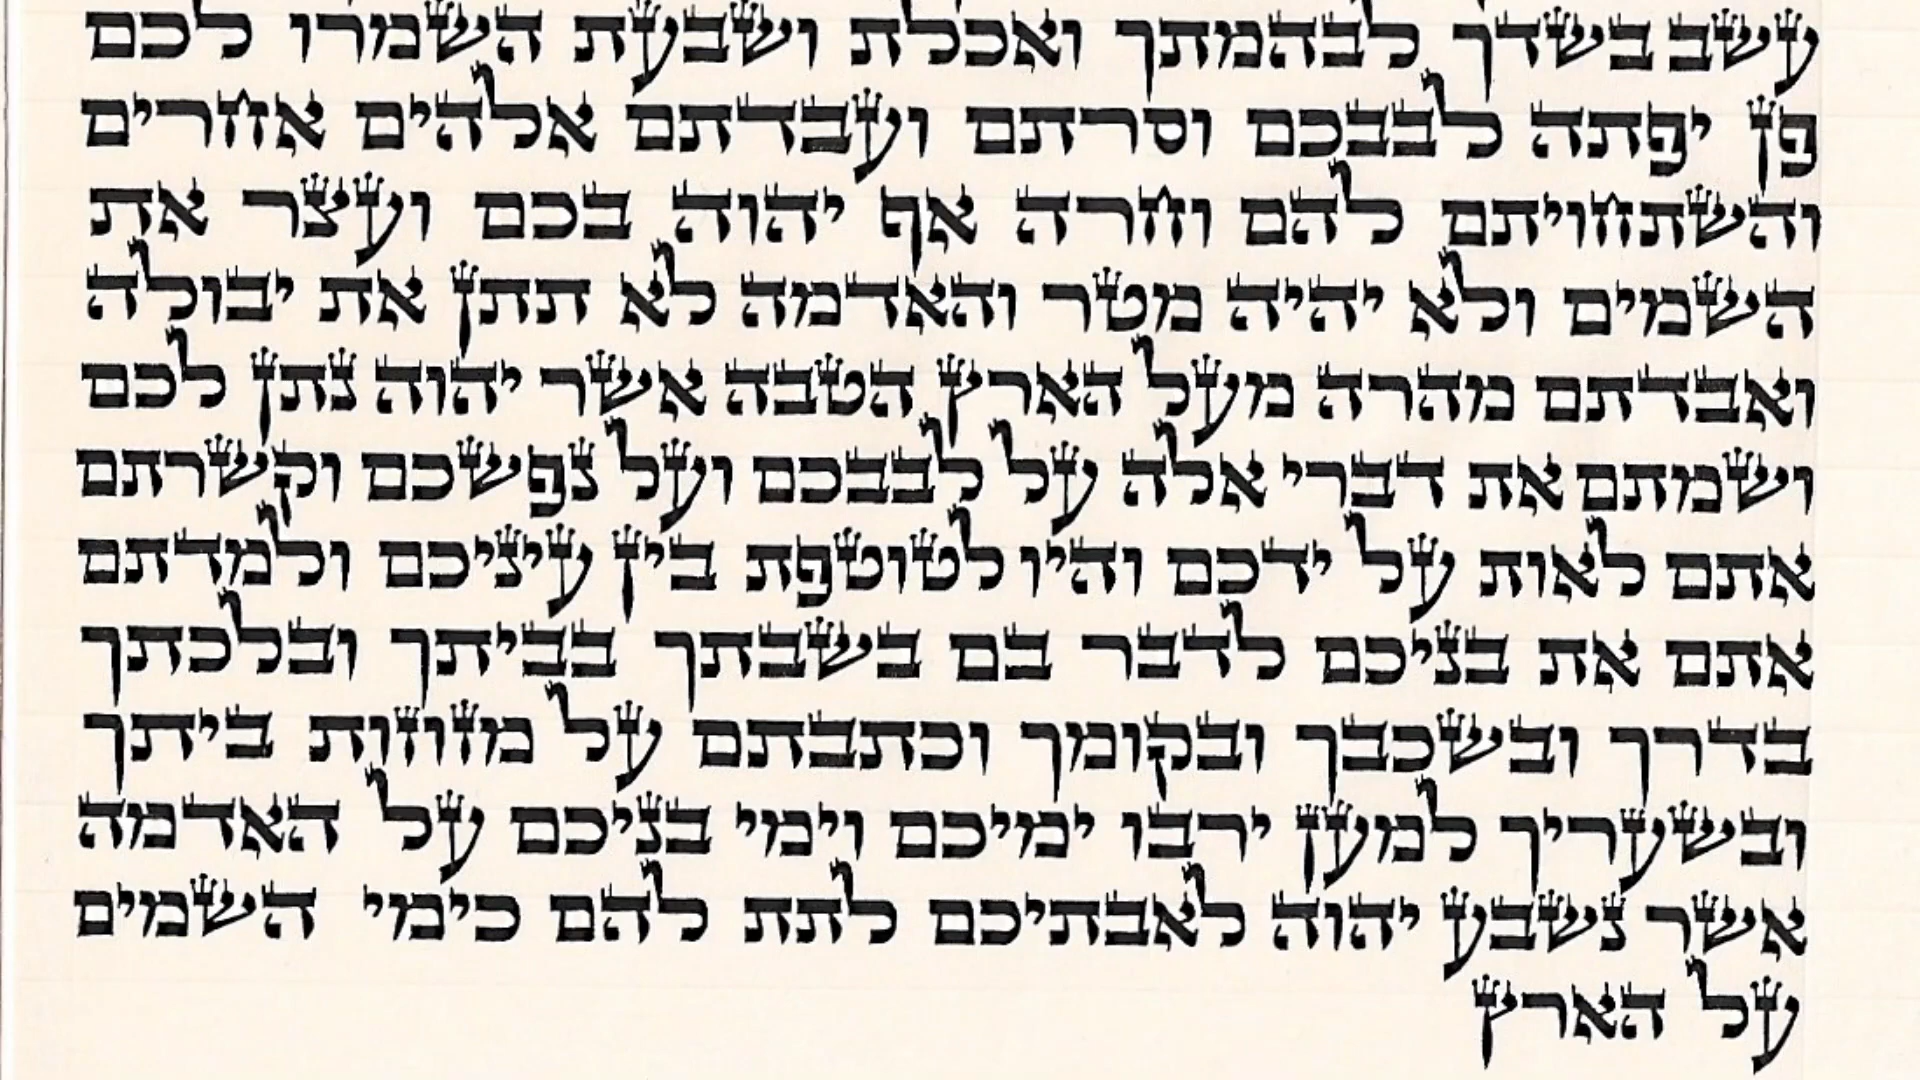 עשב בשדך לבהמתך ואכלת ושבעת השמרו לכם
פן יפתה לבבכם וסרתם ועבדתם אלהים אחרים
והשתחויתם להם וחרה אף יהוה בכם ועצר את
השמים ולא יהיה מטר והאדמה לא תתן את יבולה
ואבדתם מהרה מעל הארץ הטבה אשר יהוה נתן לכם
ושמתם את דברי אלה על לבבכם ועל נפשכם וקשרתם
אתם לאות על ידכם והיו לטוטפת בין עיניכם ולמדתם
אתם את בניכם לדבר בם בשבתך בביתך ובלכתך
בדרך ובשכבך ובקומך וכתבתם על מזוזות ביתך
ובשעריך למען ירבו ימיכם וימי בניכם על האדמה
אשר נשבע יהוה לאבתיכם לתת להם כימי השמים
על הארץ